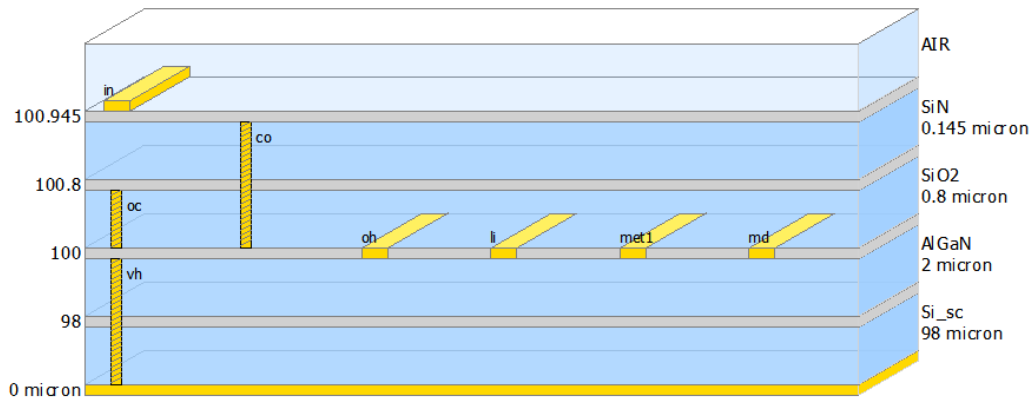 AIR
in
100.945
SiN
0.145 micron
co
100.8
SiO2
0.8 micron
oc
oh
li
met1
md
100
AlGaN
2 micron
vh
98
Si_sc
98 micron
0 micron